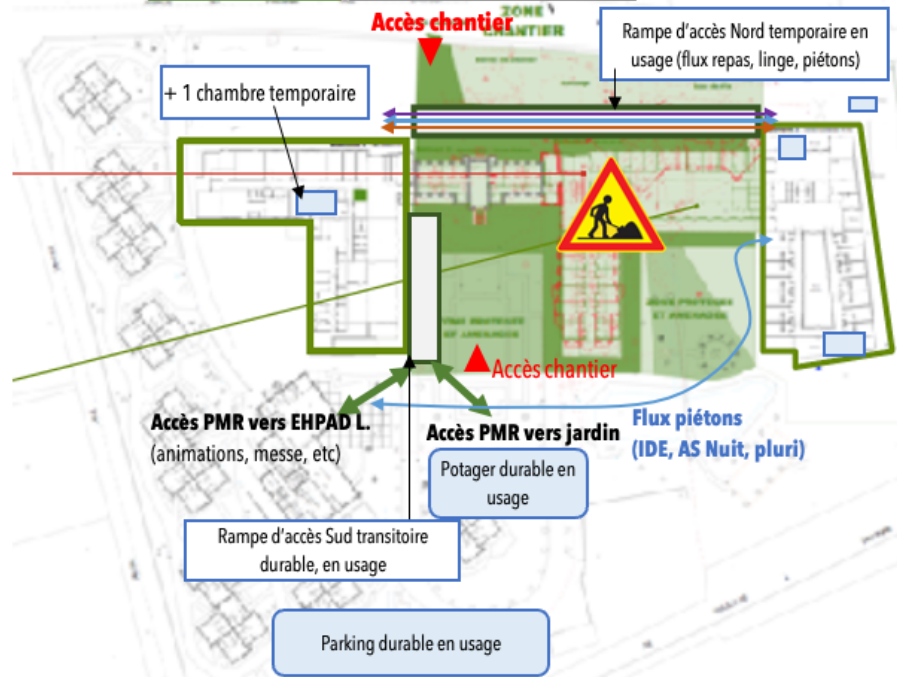 ZONE
CHANTIER
Accès chantier
Rampe d'accès Nord temporaire en
usage (flux repas, linge, piétons)
+ 1 chambre temporaire
Accès chantier
Accès PMR vers EHPAD L.
(animations, messe, etc)
Accès PMR vers jardin
Flux piétons
(IDE, AS Nuit, pluri)
Potager durable en
usage
Rampe d'accès Sud transitoire
durable, en usage
Parking durable en usage